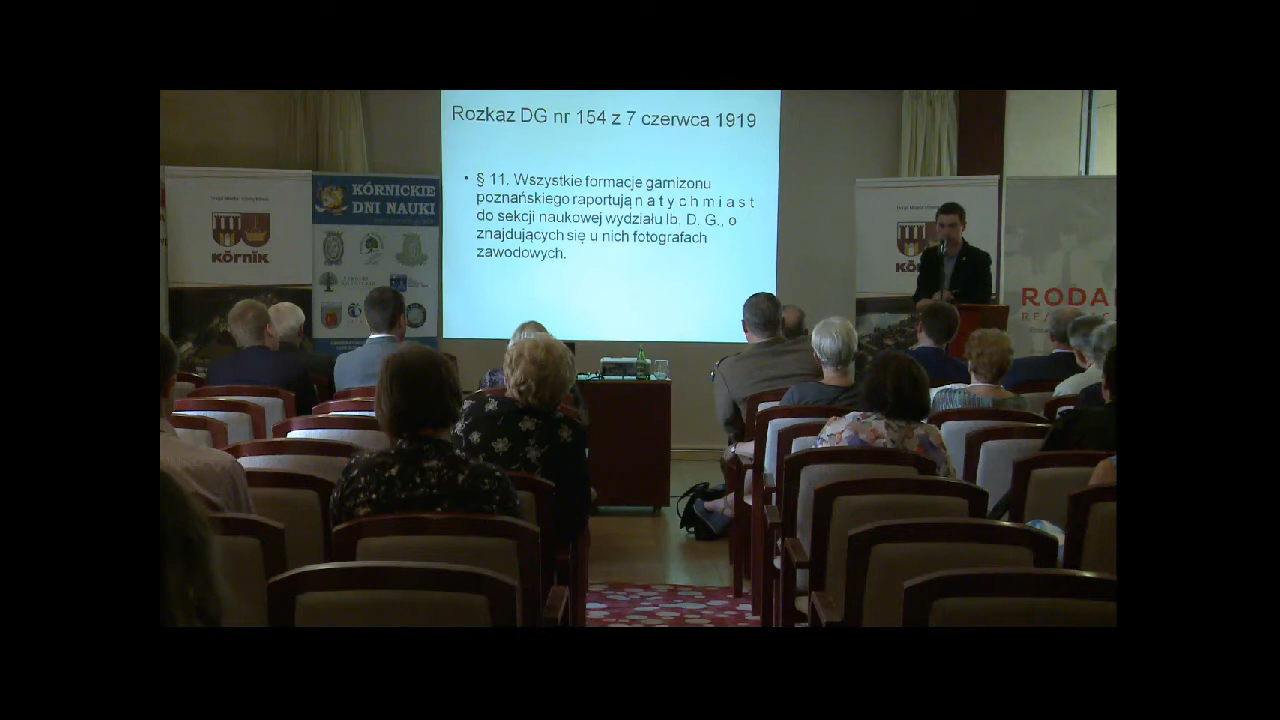 Rozkaz DG nr 154 z 7 czerwca 1919
• § 11. Wszystkie formacje garnizonu
poznańskiego raportują n a t y c h m i a s t
do sekcji naukowej wydziału Ib. D. G., o
znajdujących się u nich fotografach
zawodowych.
KÓRNICKIE
DNI NAUKI
KÓRNIK
RODA